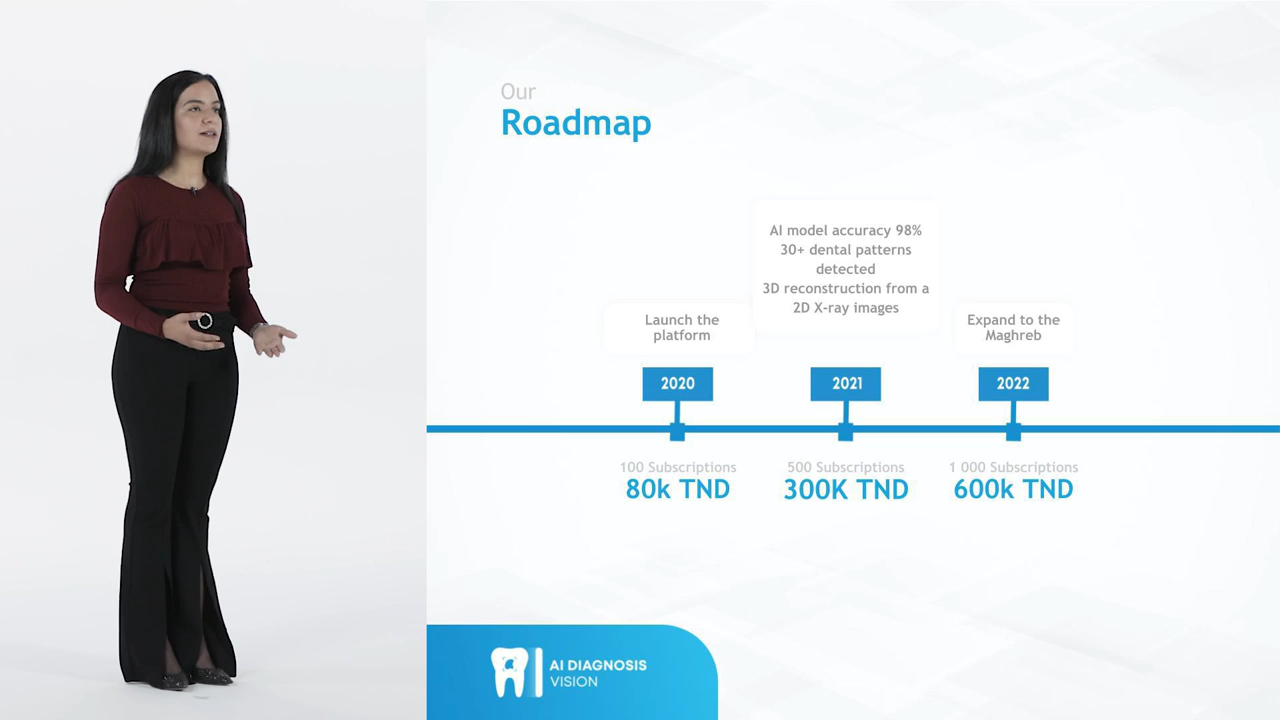 Our
Roadmap
Launch the
platform
2020
100 Subscriptions
80k TND
AI model accuracy 98%
30+ dental patterns
detected
3D reconstruction from a
2D X-ray images
2021
500 Subscriptions
300K TND
Expand to the
Maghreb
2022
1 000 Subscriptions
600k TND
AI DIAGNOSIS
VISION